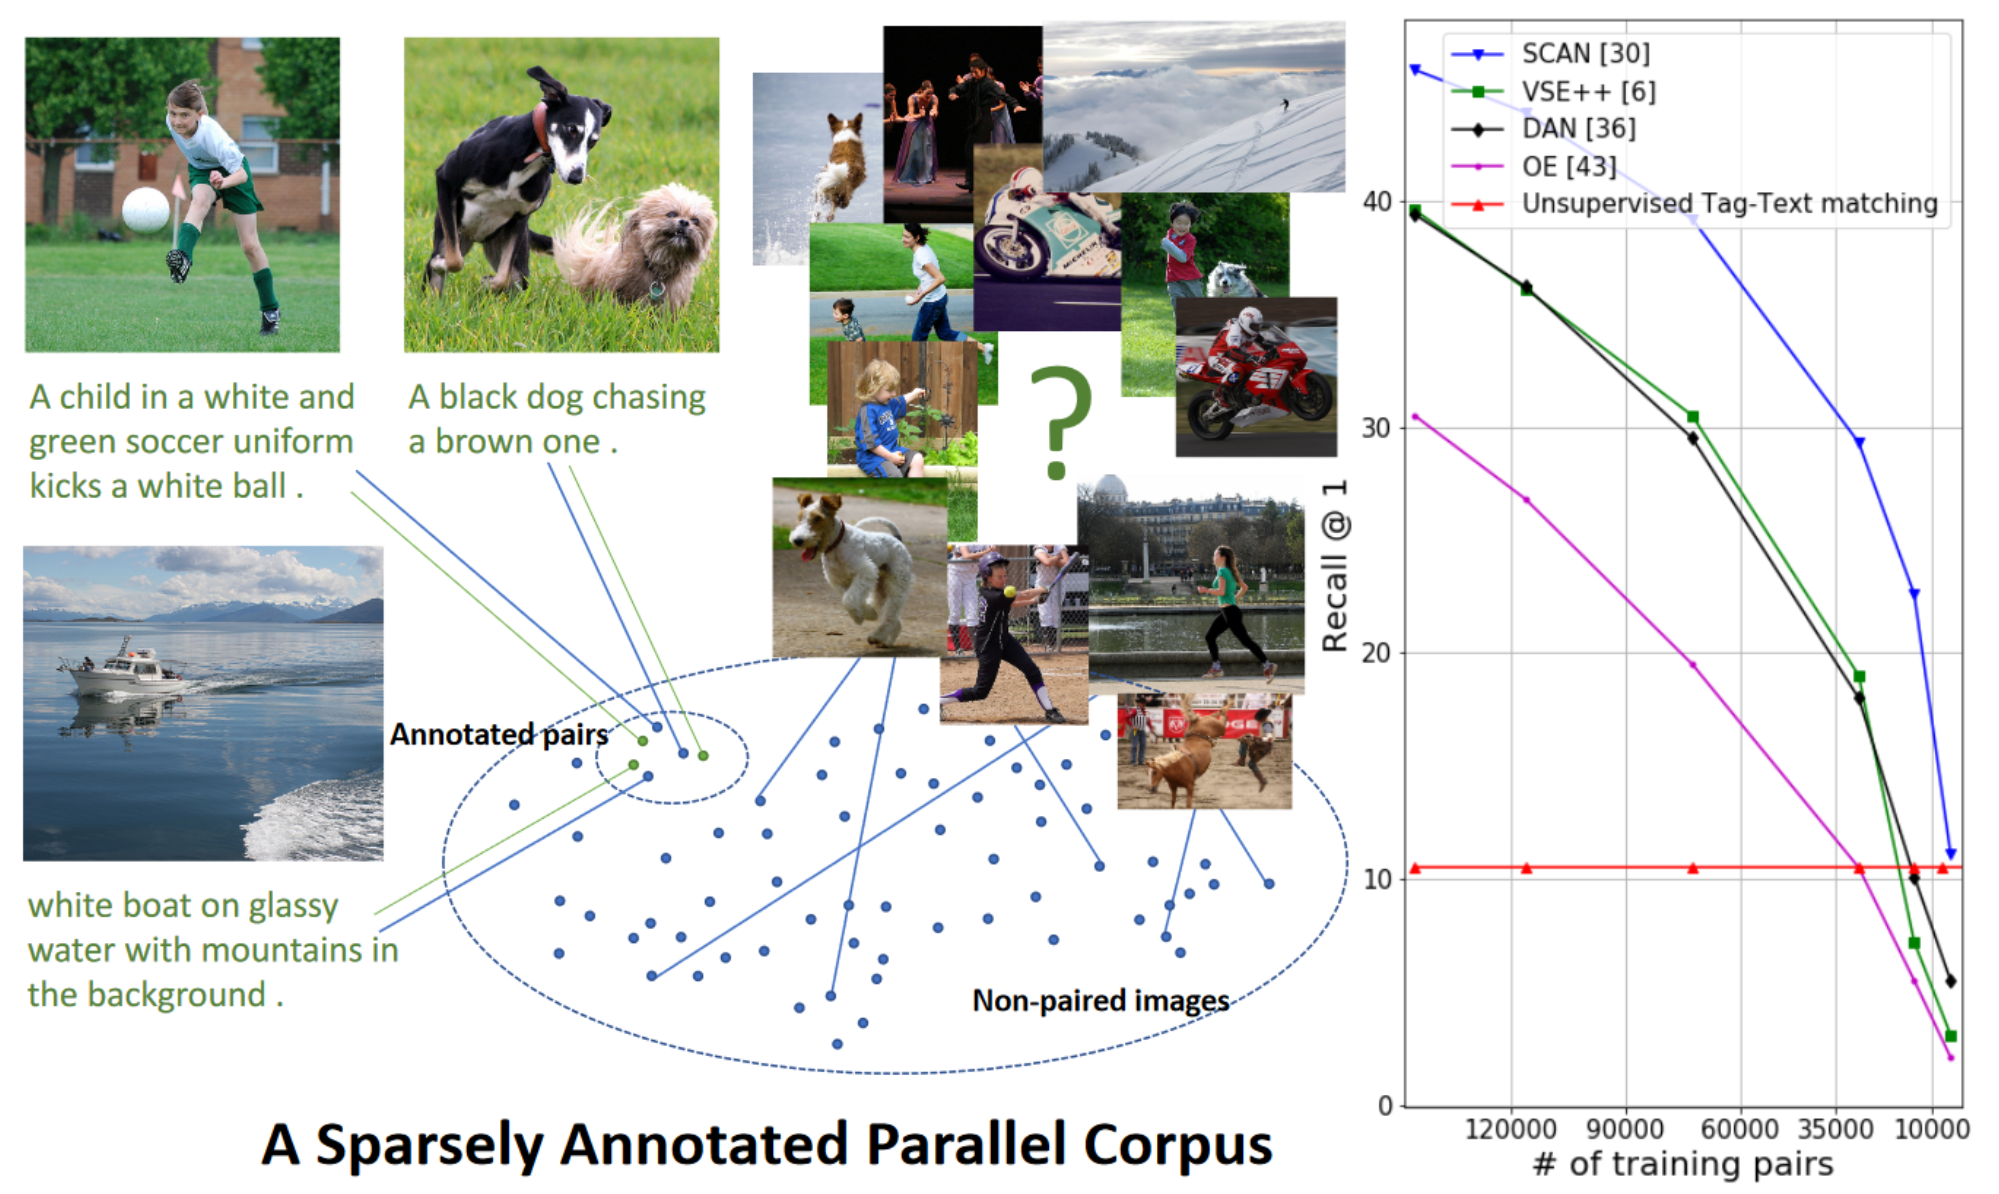 A child in a white and
green soccer uniform
kicks a white ball .
A black dog chasing
a brown one .
?
white boat on glassy
water with mountains in
the background .
Annotated pairs
Non-paired images
A Sparsely Annotated Parallel Corpus
SCAN [30]
VSE++ [6]
DAN [36]
OE [43]
Unsupervised Tag-Text matching
Recall @ 1
40
30
20
10
0
120000 90000 60000 35000 10000
# of training pairs